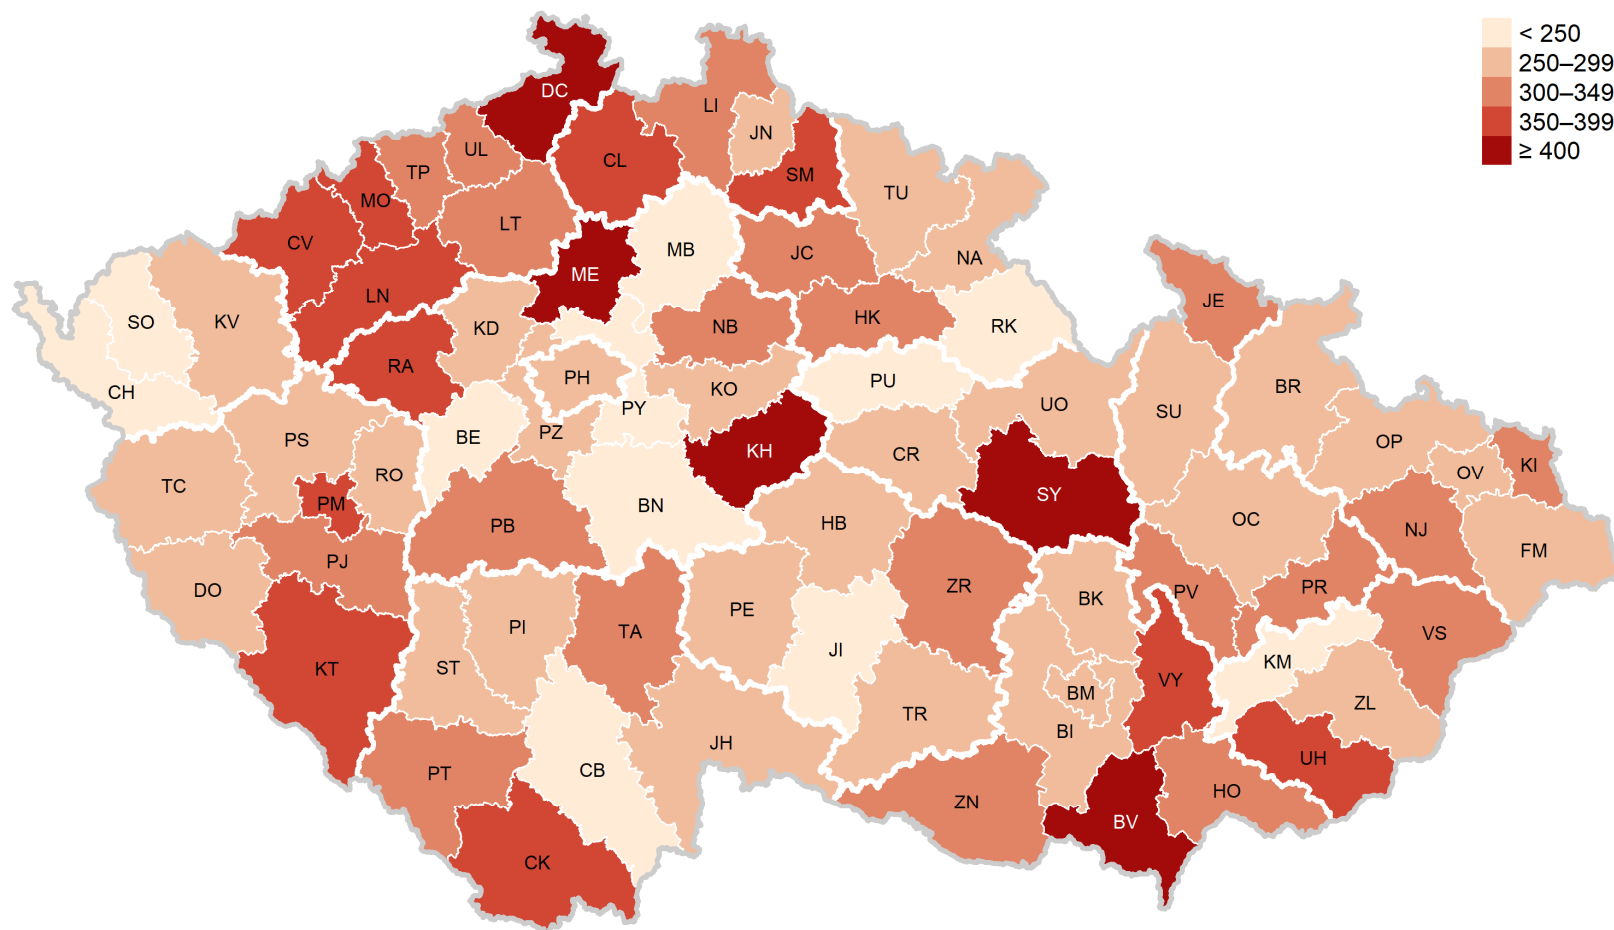 < 250
250–299
300–349
350–399
≥ 400
DC
LI
JN
UL
CL
TP
SM
MO
TU
LT
CV
MB
JC
NA
ME
LN
JE
SO
KV
KD
NB
HK
RK
RA
PH
PU
KO
BR
CH
PY
UO
SU
BE
PZ
PS
OP
KH
CR
RO
KI
OV
TC
SY
PM
BN
PB
HB
OC
NJ
FM
PJ
DO
ZR
PR
PV
BK
PE
PI
TA
VS
JI
KM
KT
ST
VY
BM
ZL
TR
BI
JH
UH
CB
PT
HO
ZN
BV
CK